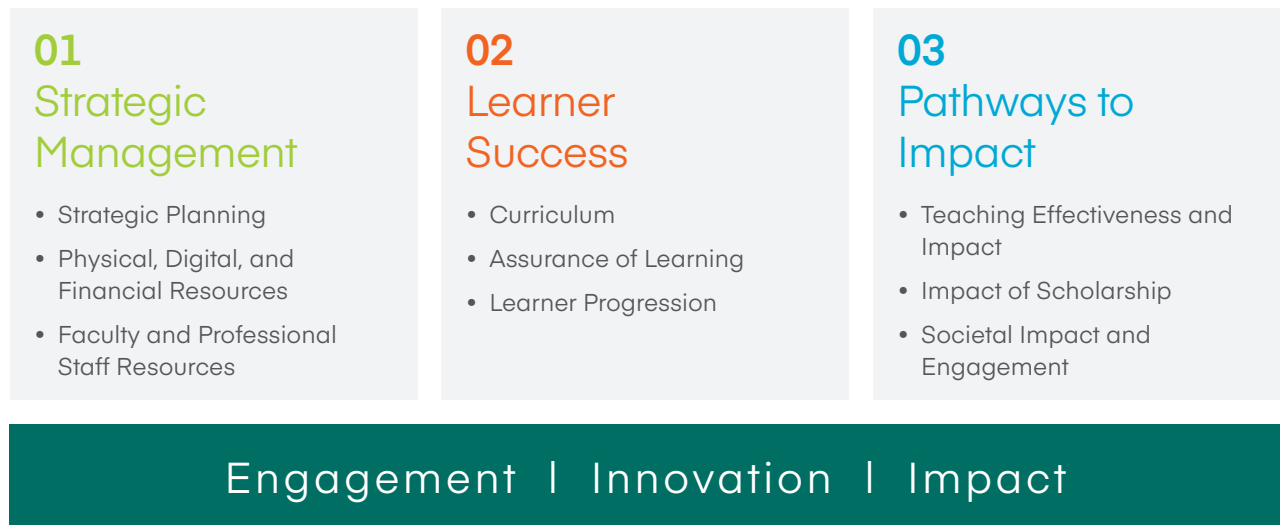 01
Strategic
Management
• Strategic Planning
• Physical, Digital, and
Financial Resources
• Faculty and Professional
Staff Resources
02
Learner
Success
• Curriculum
• Assurance of Learning
• Learner Progression
03
Pathways to
Impact
• Teaching Effectiveness and
Impact
• Impact of Scholarship
• Societal Impact and
Engagement
Engagement | Innovation | Impact